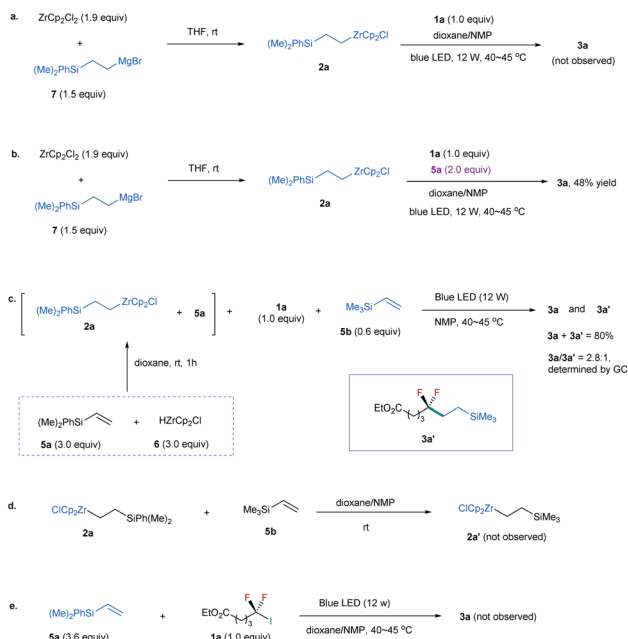 a.
ZrCp₂Cl₂ (1.9 equiv)
+
(Me)₂PhSi
MgBr
7 (1.5 equiv)
THF, rt
(Me)₂PhSi
ZrCp₂Cl
2a
1a (1.0 equiv)
dioxane/NMP
blue LED, 12 W, 40~45 °C
3a
(not observed)
b.
ZrCp₂Cl₂ (1.9 equiv)
+
(Me)₂PhSi
MgBr
7 (1.5 equiv)
THF, rt
(Me)₂PhSi
ZrCp₂Cl
2a
1a (1.0 equiv)
5a (2.0 equiv)
dioxane/NMP
blue LED, 12 W, 40~45 °C
3a, 48% yield
c.
(Me)₂PhSi
ZrCp₂Cl
2a
+ 5a
+
1a
(1.0 equiv)
+
Me₃Si
5b (0.6 equiv)
Blue LED (12 W)
NMP, 40~45 °C
3a and 3a'
3a + 3a' = 80%
3a/3a' = 2.8:1,
determined by GC
dioxane, rt, 1h
(Me)₂PhSi
5a (3.0 equiv)
+
HZrCp₂Cl
6 (3.0 equiv)
F F
EtO₂C
3
SiMe₃
3a'
d.
ClCp₂Zr
SiPh(Me)₂
2a
+
Me₃Si
5b
dioxane/NMP
rt
ClCp₂Zr
SiMe₃
2a' (not observed)
e.
(Me)₂PhSi
5a (3.6 equiv)
+
F F
EtO₂C
3
I
1a (1.0 equiv)
Blue LED (12 w)
dioxane/NMP, 40~45 °C
3a (not observed)